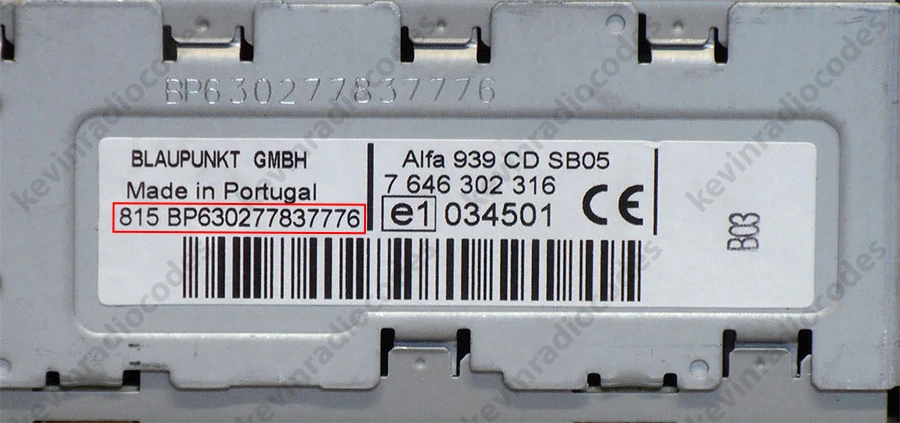 BP630277837776
BLAUPUNKT GMBH
Made in Portugal
815 BP630277837776
Alfa 939 CD SB05
7 646 302 316
e1 034501
CE
B03
kevinradiocodes